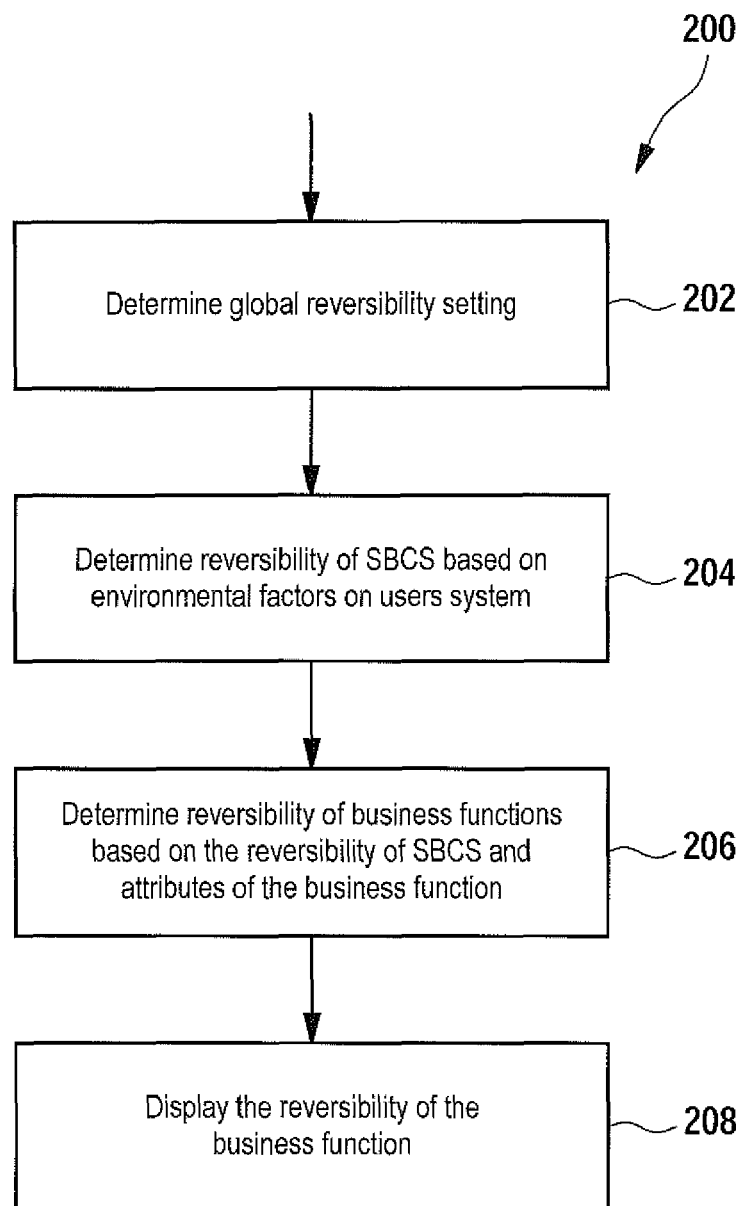 200
Determine global reversibility setting
202
Determine reversibility of SBCS based on
environmental factors on users system
204
Determine reversibility of business functions
based on the reversibility of SBCS and
attributes of the business function
206
Display the reversibility of the
business function
208